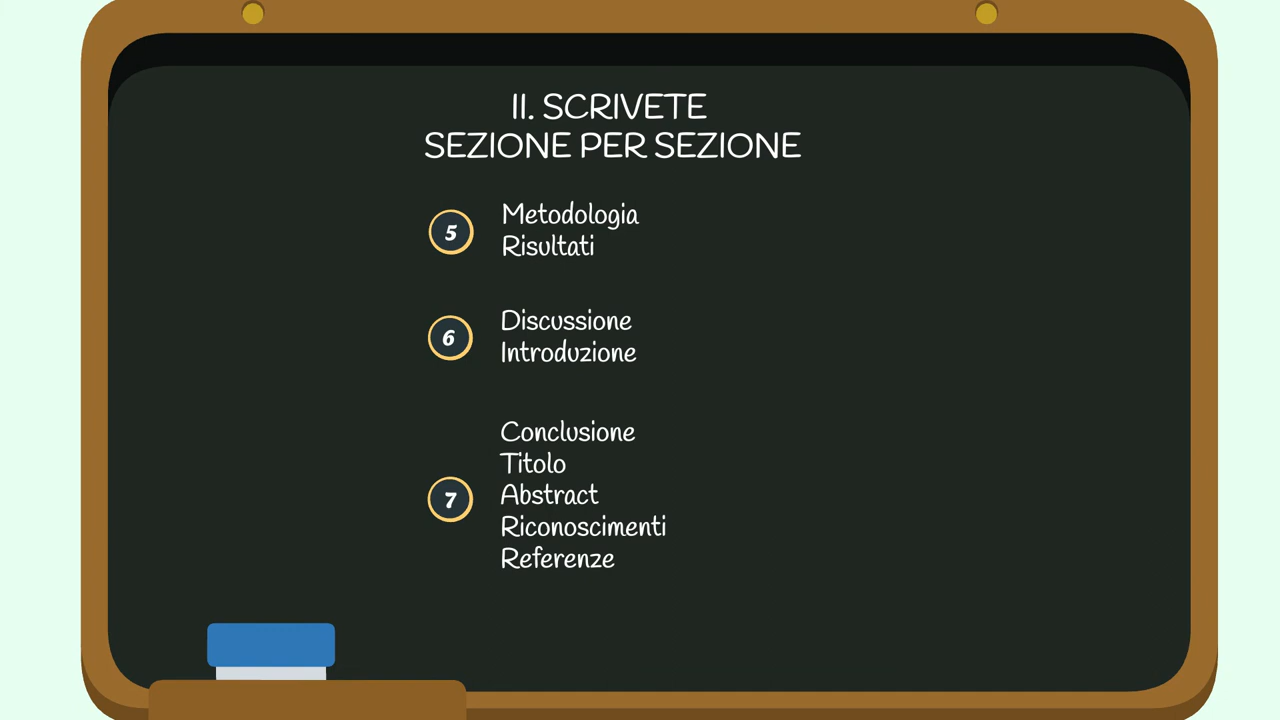 II. SCRIVETE
SEZIONE PER SEZIONE
5
Metodologia
Risultati
6
Discussione
Introduzione
7
Conclusione
Titolo
Abstract
Riconoscimenti
Referenze